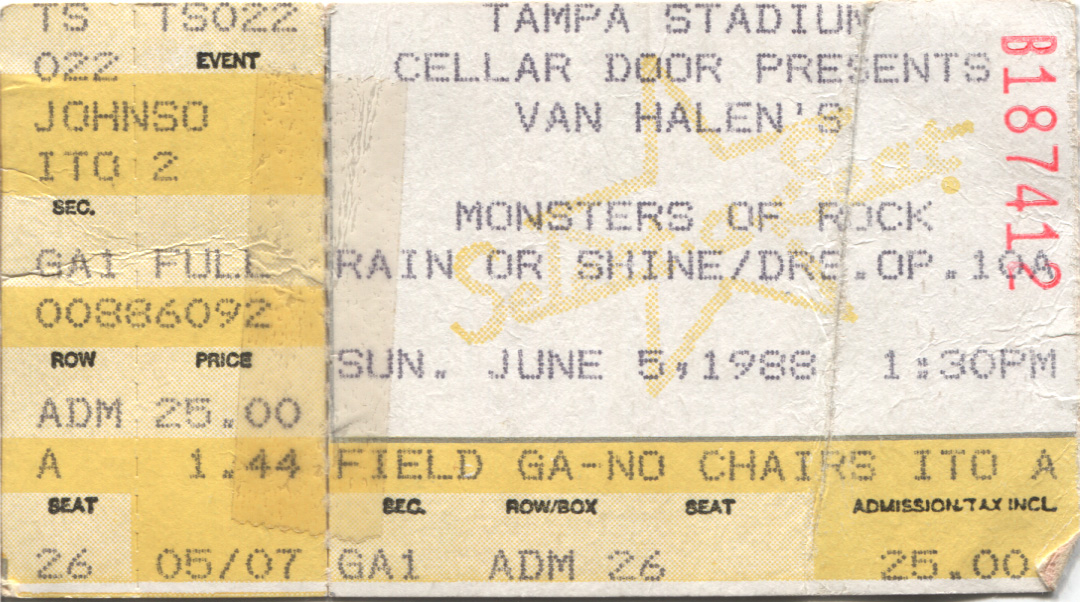 TS TS022
022 EVENT
JOHNSO
ITO 2
SEC.
GA1 FULL
00886092
ROW PRICE
ADM 25.00
A 1.44
SEAT
26 05/07
TAMPA STADIUM
CELLAR DOOR PRESENTS
VAN HALEN'S
MONSTERS OF ROCK
RAIN OR SHINE/DRS.OP.10A
SUN. JUNE 5,1988 1:30PM
FIELD GA-NO CHAIRS ITO A
SEC. ROW/BOX SEAT ADMISSION.TAX INCL.
GA1 ADM 26 25.00
B187412
Select-a-Seat.